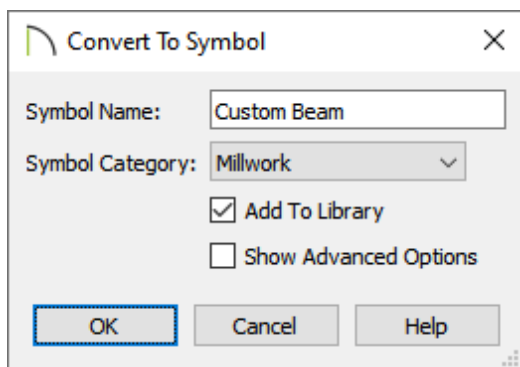 Convert To Symbol
Symbol Name: Custom Beam
Symbol Category: Millwork
Add To Library
Show Advanced Options
OK Cancel Help